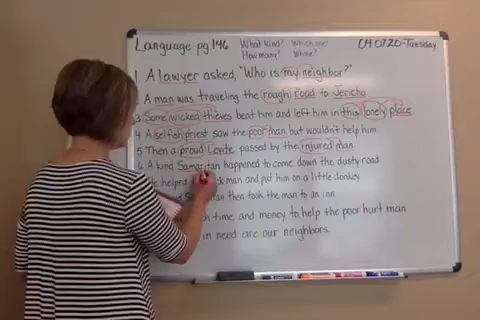 Language-pg 146 What kind? Which one? 04.07.20-Tuesday
How many? Whose?
1. A lawyer asked, "Who is my neighbor?"
A man was traveling the rough road to Jericho
3. Some wicked thieves beat him and left him in this lonely place
4 A selfish priest saw the poor man but wouldn't help him
5 Then a proud Levite passed by the injured man
6 A kind Samaritan happened to come down the dusty road
helped man and put him on a little donkey
man then took the man to an inn
time and money to help the poor hurt man
in need are our neighbors.